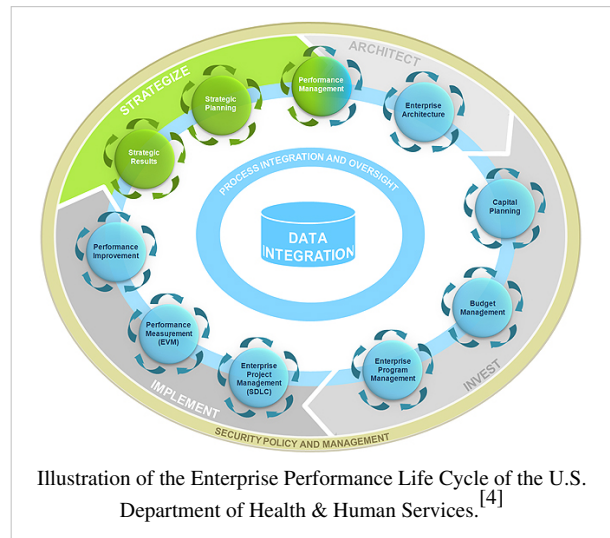 STRATEGIZE
ARCHITECT
Performance
Management
Strategic
Planning
Enterprise
Architecture
Strategic
Results
PROCESS INTEGRATION AND OVERSIGHT
Capital
Planning
DATA
INTEGRATION
Performance
Improvement
Budget
Management
Performance
Measurement
(EVM)
Enterprise
Project
Management
(SDLC)
Enterprise
Program
Management
IMPLEMENT
INVEST
SECURITY POLICY AND MANAGEMENT
Illustration of the Enterprise Performance Life Cycle of the U.S.
Department of Health & Human Services.[4]